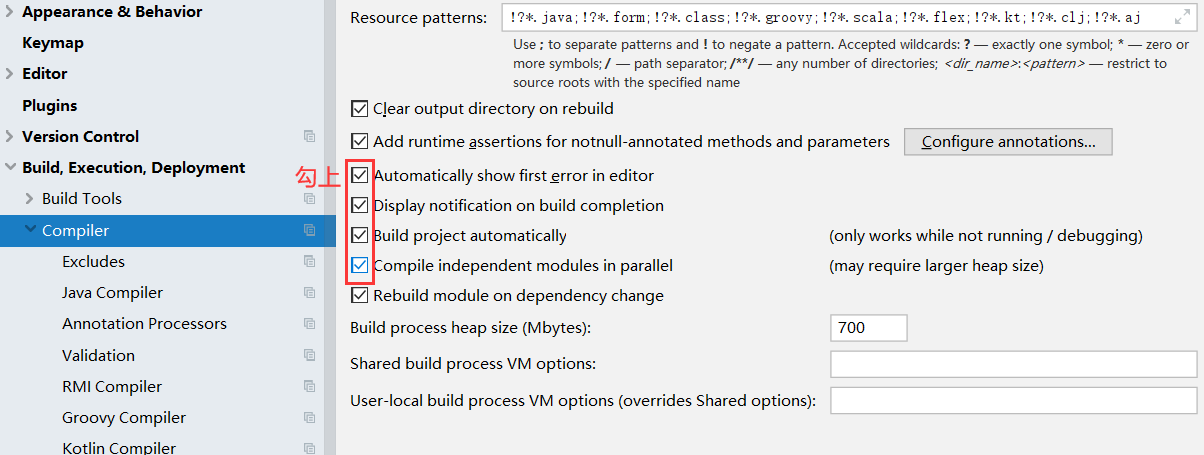 Appearance & Behavior
Keymap
Editor
Plugins
Version Control
Build, Execution, Deployment
Build Tools
Compiler
Excludes
Java Compiler
Annotation Processors
Validation
RMI Compiler
Groovy Compiler
Kotlin Compiler
Resource patterns:
!?*.java;!?*.form;!?*.class;!?*.groovy;!?*.scala;!?*.flex;!?*.kt;!?*.clj;!?*.aj
Use ; to separate patterns and ! to negate a pattern. Accepted wildcards: ? — exactly one symbol; * — zero or
more symbols; / — path separator; /**/ — any number of directories; <dir_name>:<pattern> — restrict to
source roots with the specified name
Clear output directory on rebuild
Add runtime assertions for notnull-annotated methods and parameters Configure annotations...
勾上
Automatically show first error in editor
Display notification on build completion
Build project automatically (only works while not running / debugging)
Compile independent modules in parallel (may require larger heap size)
Rebuild module on dependency change
Build process heap size (Mbytes): 700
Shared build process VM options:
User-local build process VM options (overrides Shared options):